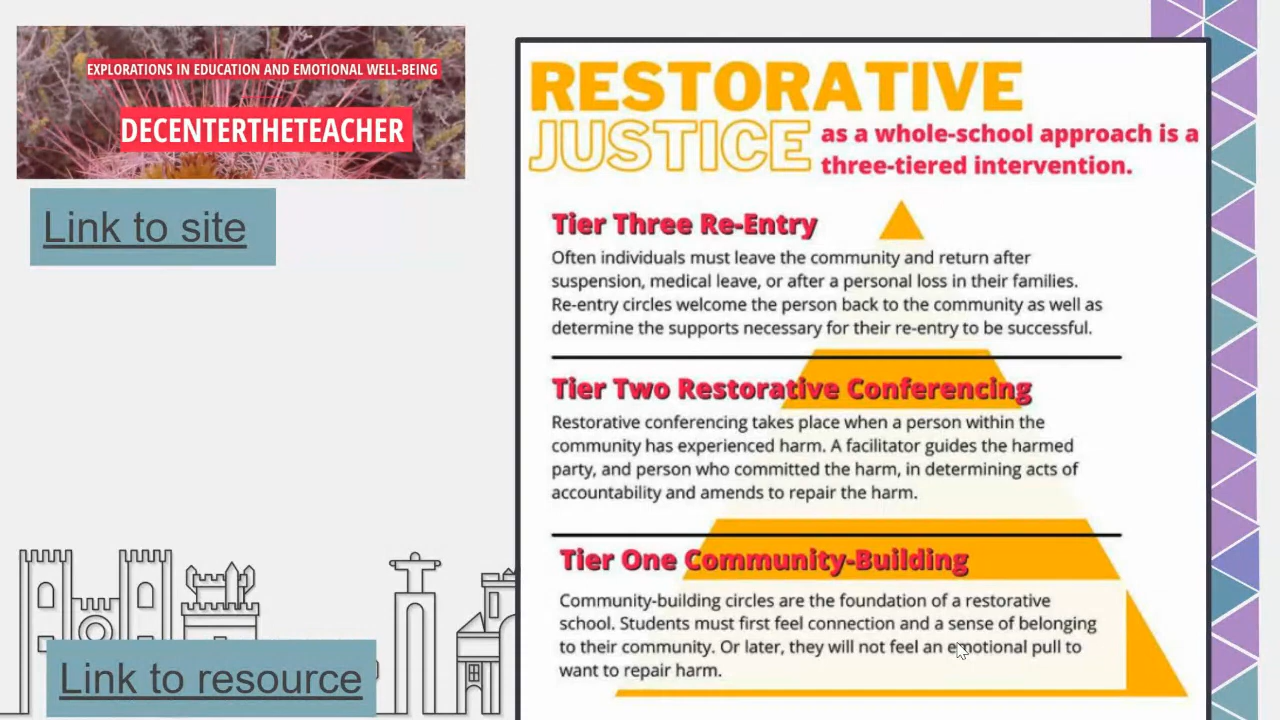 EXPLORATIONS IN EDUCATION AND EMOTIONAL WELL-BEING
DECENTERTHETEACHER
Link to site
Link to resource
RESTORATIVE
JUSTICE
as a whole-school approach is a
three-tiered intervention.
Tier Three Re-Entry
Often individuals must leave the community and return after
suspension, medical leave, or after a personal loss in their families.
Re-entry circles welcome the person back to the community as well as
determine the supports necessary for their re-entry to be successful.
Tier Two Restorative Conferencing
Restorative conferencing takes place when a person within the
community has experienced harm. A facilitator guides the harmed
party, and person who committed the harm, in determining acts of
accountability and amends to repair the harm.
Tier One Community-Building
Community-building circles are the foundation of a restorative
school. Students must first feel connection and a sense of belonging
to their community. Or later, they will not feel an emotional pull to
want to repair harm.